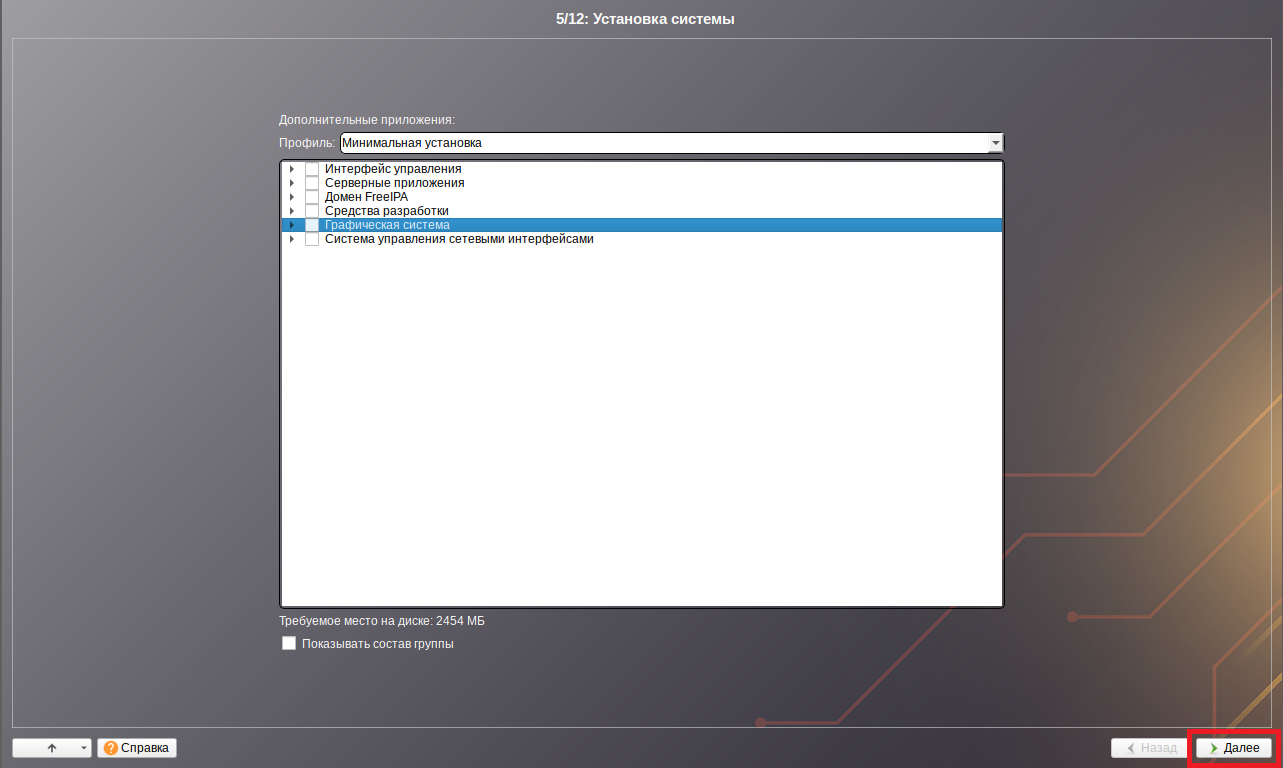 5/12: Установка системы
Дополнительные приложения:
Профиль: Минимальная установка
Интерфейс управления
Серверные приложения
Домен FreeIPA
Средства разработки
Графическая система
Система управления сетевыми интерфейсами
Требуемое место на диске: 2454 МБ
Показывать состав группы
Справка
Назад
Далее